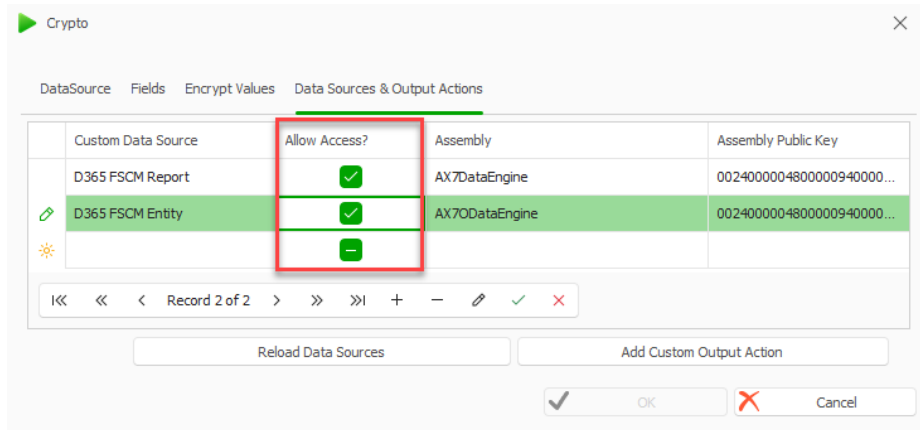 Crypto
DataSource Fields Encrypt Values Data Sources & Output Actions
Custom Data Source Allow Access? Assembly Assembly Public Key
D365 FSCM Report AX7DataEngine 0024000004800000940000...
D365 FSCM Entity AX7ODataEngine 0024000004800000940000...
Record 2 of 2
Reload Data Sources Add Custom Output Action
OK Cancel